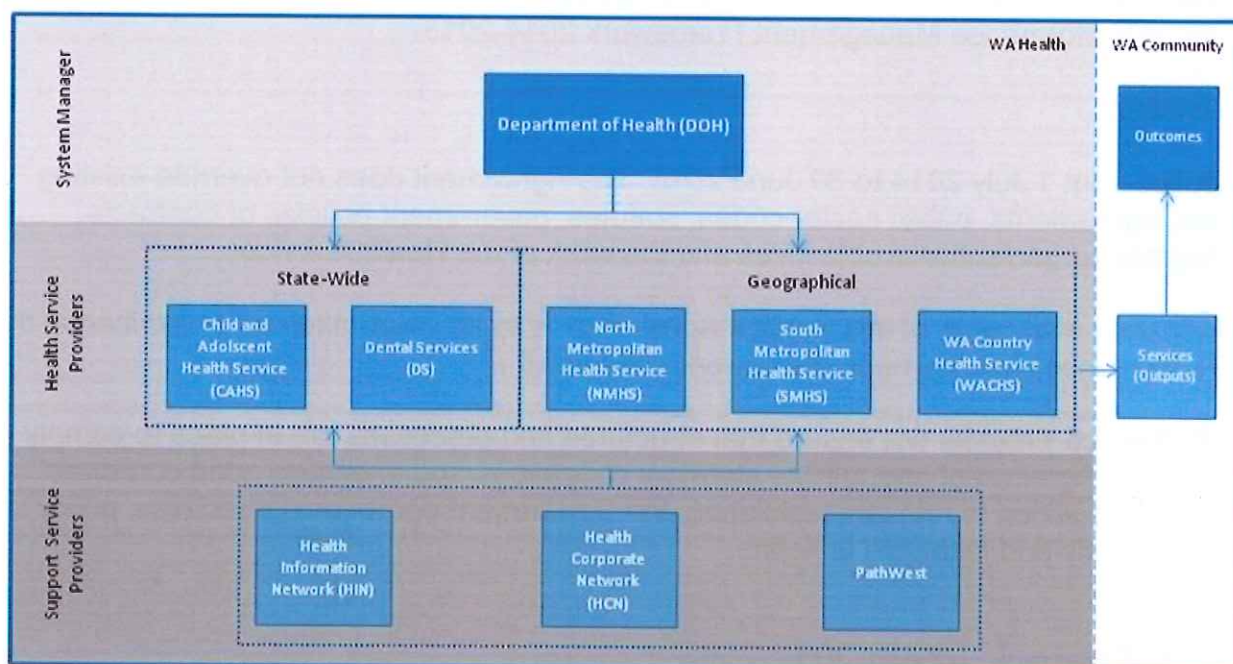 WA Health
WA Community
System Manager
Department of Health (DOH)
Outcomes
Health Service
Providers
State-Wide
Geographical
Child and
Adolscent
Health Service
(CAHS)
Dental Services
(DS)
North
Metropolitan
Health Service
(NMHS)
South
Metropolitan
Health Service
(SMHS)
WA Country
Health Service
(WACHS)
Services
(Outputs)
Support Service
Providers
Health
Information
Network (HIN)
Health
Corporate
Network
(HCN)
PathWest